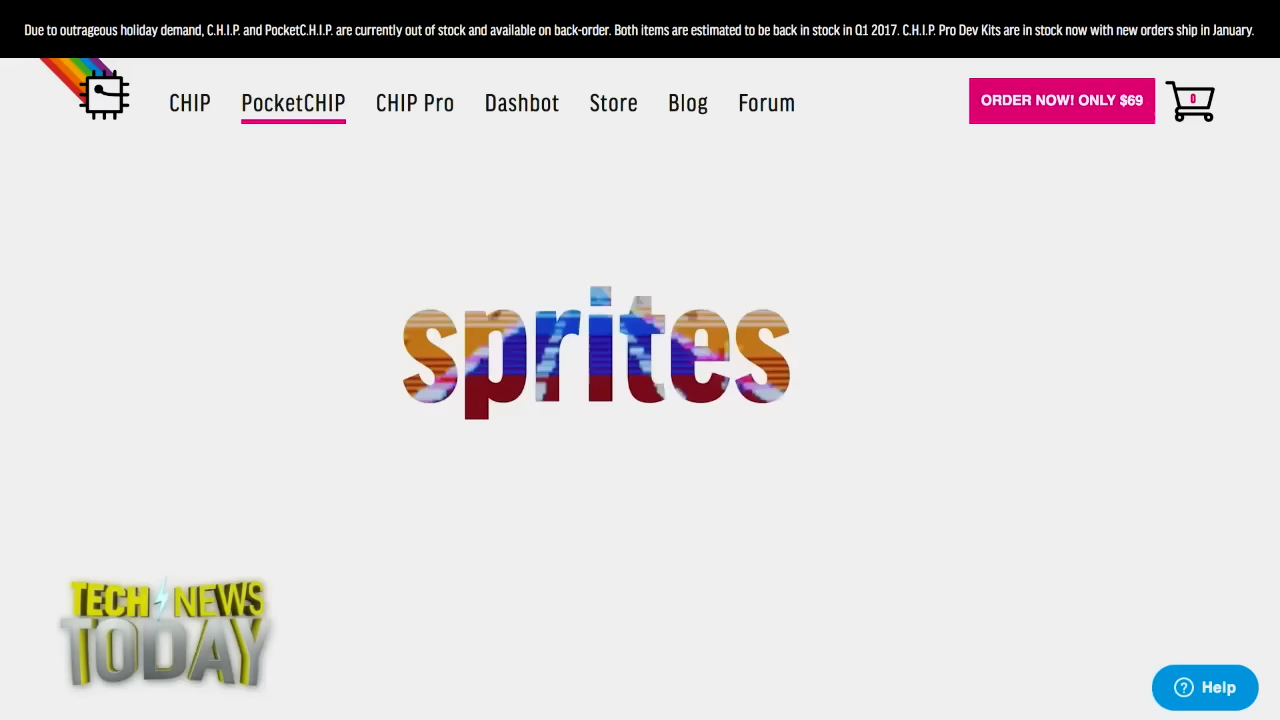 Due to outrageous holiday demand, C.H.I.P. and PocketC.H.I.P. are currently out of stock and available on back-order. Both items are estimated to be back in stock in Q1 2017. C.H.I.P. Pro Dev Kits are in stock now with new orders ship in January.
CHIP PocketCHIP CHIP Pro Dashbot Store Blog Forum ORDER NOW! ONLY $69 0
sprites
TECH NEWS
TODAY
? Help